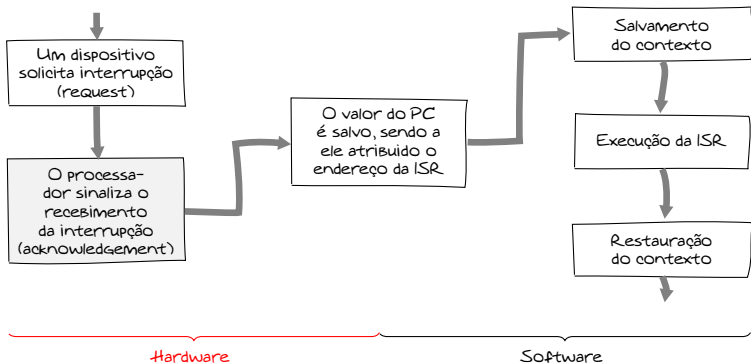 Um dispositivo
solicita interrupção
(request)
O processa-
dor sinaliza o
recebimento
da interrupção
(acknowledgement)
O valor do PC
é salvo, sendo a
ele atribuido o
endereço da ISR
Salvamento
do contexto
Execução da ISR
Restauração
do contexto
Hardware
Software